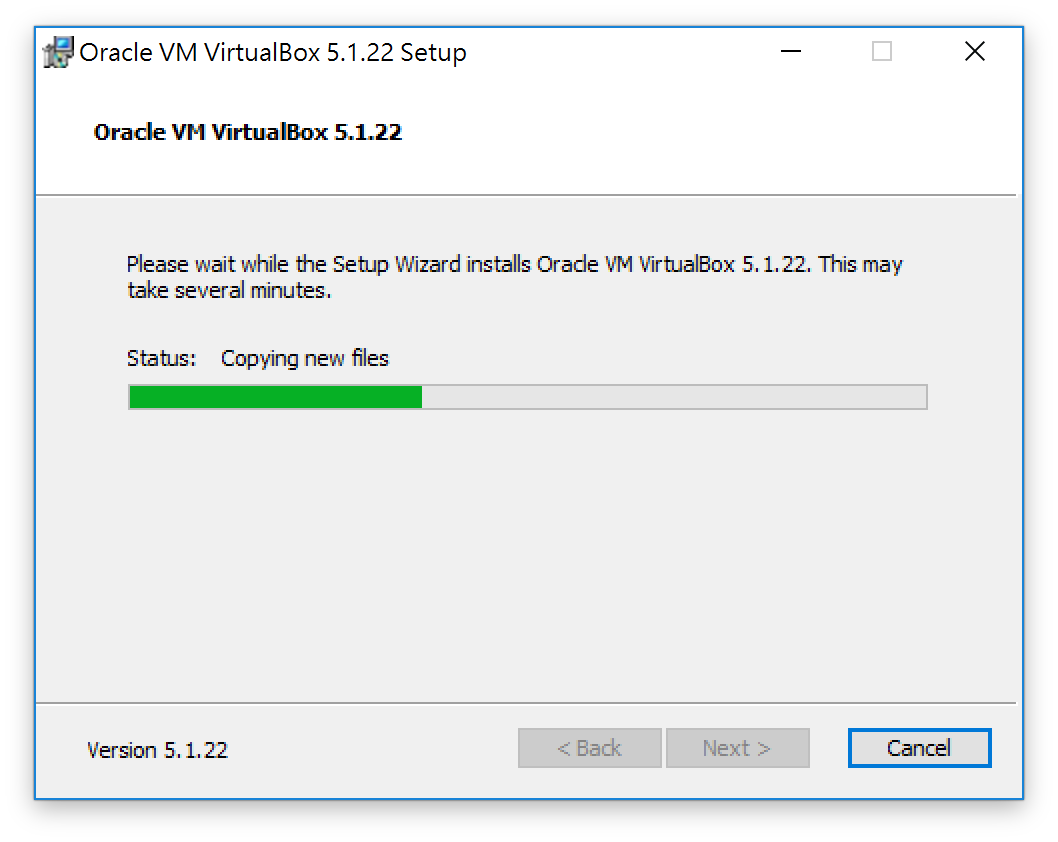 Oracle VM VirtualBox 5.1.22 Setup
Oracle VM VirtualBox 5.1.22
Please wait while the Setup Wizard installs Oracle VM VirtualBox 5.1.22. This may
take several minutes.
Status: Copying new files
Version 5.1.22
< Back
Next >
Cancel